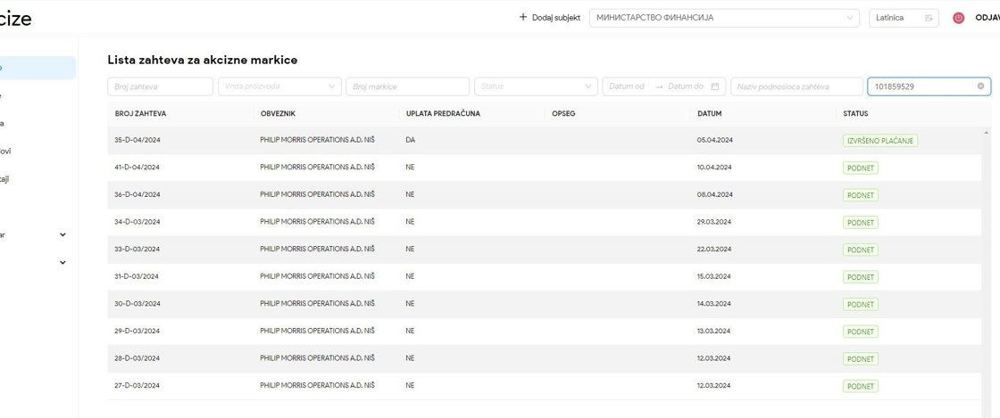 cize
Dodaj subjekt
МИНИСТАРСТВО ФИНАНСИЈА
Latinica
ODJAV
Lista zahteva za akcizne markice
Broj zahteva
Vrsta proizvoda
Broj markice
Status
Datum od → Datum do
Naziv podnosioca zahteva
101859529
BROJ ZAHTEVA OBVEZNIK UPLATA PREDRAČUNA OPSEG DATUM STATUS
35-D-04/2024 PHILIP MORRIS OPERATIONS A.D. NIŠ DA 05.04.2024 IZVRŠENO PLAĆANJE
41-D-04/2024 PHILIP MORRIS OPERATIONS A.D. NIŠ NE 10.04.2024 PODNET
36-D-04/2024 PHILIP MORRIS OPERATIONS A.D. NIŠ NE 08.04.2024 PODNET
34-D-03/2024 PHILIP MORRIS OPERATIONS A.D. NIŠ NE 29.03.2024 PODNET
33-D-03/2024 PHILIP MORRIS OPERATIONS A.D. NIŠ NE 22.03.2024 PODNET
31-D-03/2024 PHILIP MORRIS OPERATIONS A.D. NIŠ NE 15.03.2024 PODNET
30-D-03/2024 PHILIP MORRIS OPERATIONS A.D. NIŠ NE 14.03.2024 PODNET
29-D-03/2024 PHILIP MORRIS OPERATIONS A.D. NIŠ NE 13.03.2024 PODNET
28-D-03/2024 PHILIP MORRIS OPERATIONS A.D. NIŠ NE 12.03.2024 PODNET
27-D-03/2024 PHILIP MORRIS OPERATIONS A.D. NIŠ NE 12.03.2024 PODNET